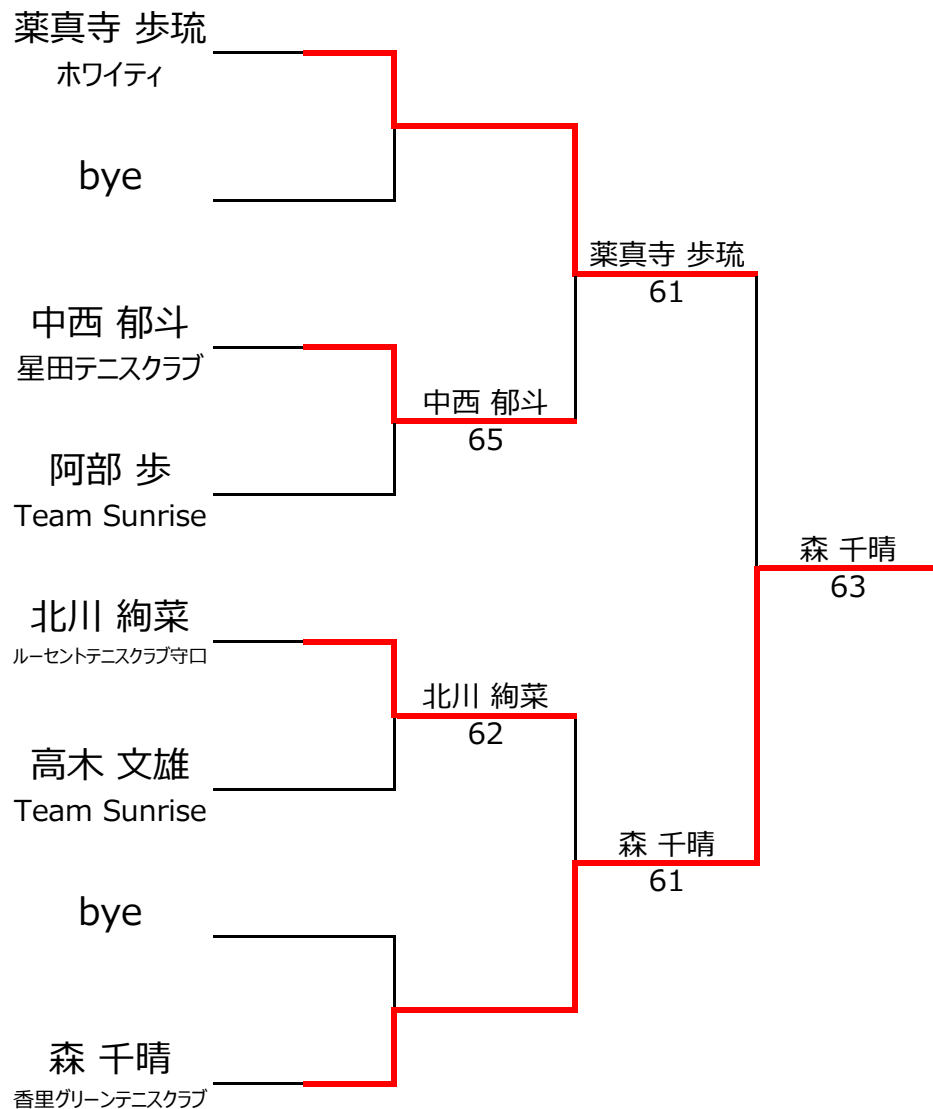 薬真寺 歩琉
ホワイティ
bye
薬真寺 歩琉
61
中西 郁斗
星田テニスクラブ
中西 郁斗
65
阿部 歩
Team Sunrise
森 千晴
63
北川 絢菜
ルーセントテニスクラブ守口
北川 絢菜
62
高木 文雄
Team Sunrise
森 千晴
61
bye
森 千晴
香里グリーンテニスクラブ